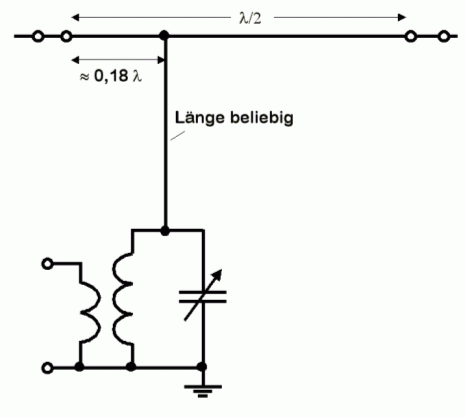 λ/2
≈ 0,18 λ
Länge beliebig